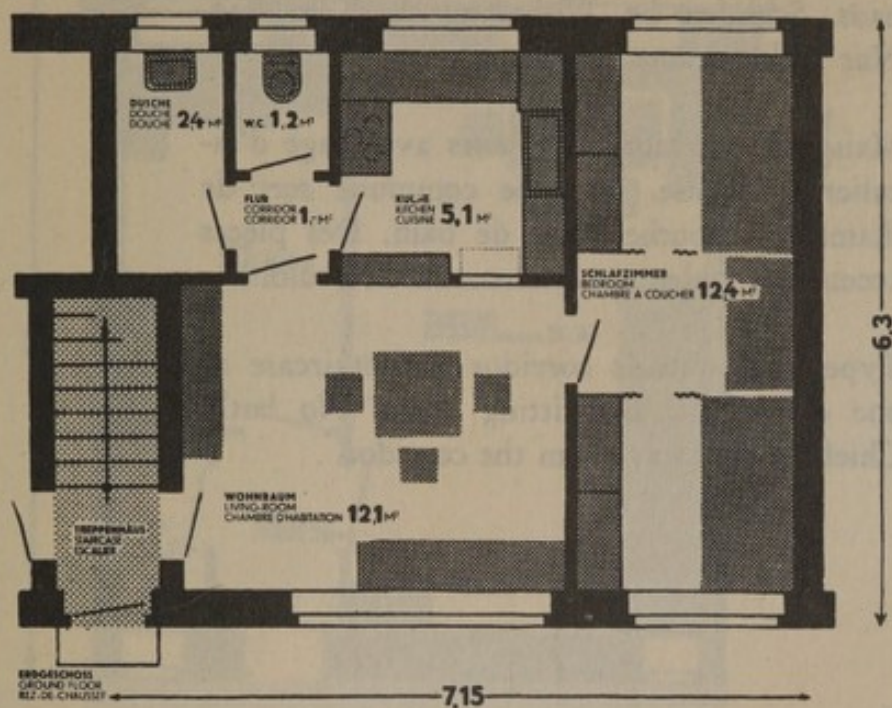 DUSCHE
DOUCHE
DOUCHE 2,4 M²
W.C. 1,2 M²
FLUR
CORRIDOR
CORRIDOR 1,- M²
KÜCHE
KITCHEN
CUISINE 5,1 M²
SCHLAFZIMMER
BEDROOM
CHAMBRE A COUCHER 12,4 M²
6,3
WOHNRAUM
LIVING-ROOM
CHAMBRE D'HABITATION 12,1 M²
TREPPENHAUS
STAIRCASE
ESCALIER
ERDGESCHOSS
GROUND FLOOR
REZ-DE-CHAUSSEE
7,15